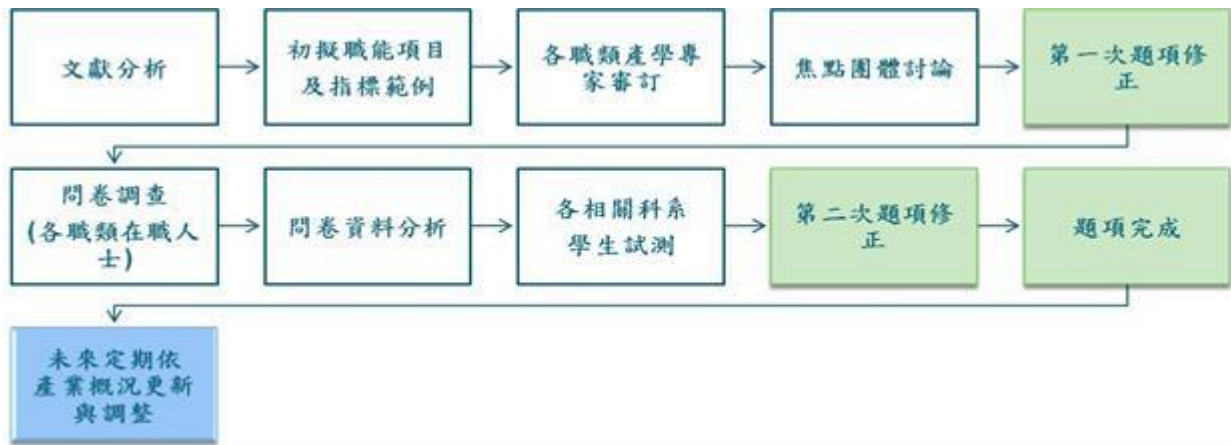 文獻分析
初擬職能項目
及指標範例
各職類產學專
家審訂
焦點團體討論
第一次題項修
正
問卷調查
(各職類在職人
士)
問卷資料分析
各相關科系
學生試測
第二次題項修
正
題項完成
未來定期依
產業概況更新
與調整